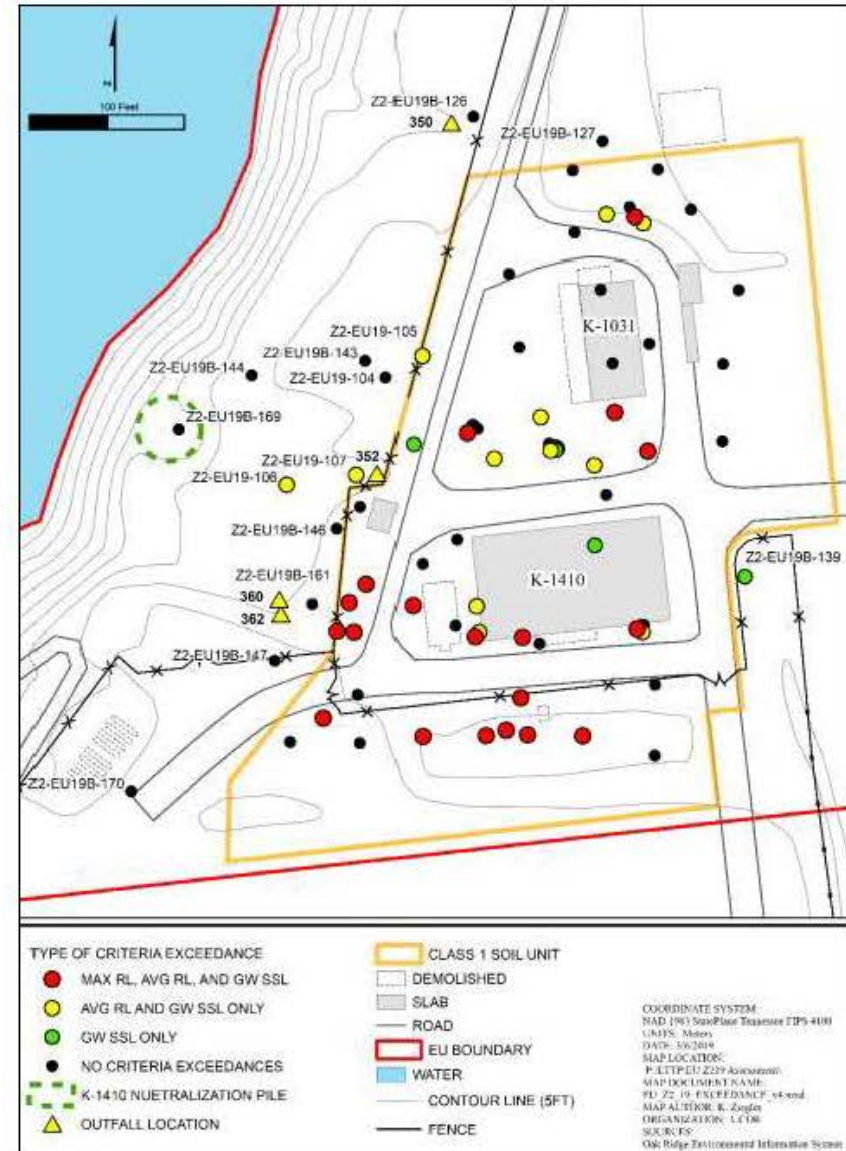 Z
100 Feet
Z2-EU19B-126
350
Z2-EU19B-127
K-1031
Z2-EU19-105
Z2-EU19B-143
Z2-EU19B-144
Z2-EU19-104
Z2-EU19B-169
Z2-EU19-107
352
Z2-EU19-106
Z2-EU19B-146
K-1410
Z2-EU19B-139
Z2-EU19B-161
360
362
Z2-EU19B-147
Z2-EU19B-170
TYPE OF CRITERIA EXCEEDANCE
MAX RL, AVG RL, AND GW SSL
AVG RL AND GW SSL ONLY
GW SSL ONLY
NO CRITERIA EXCEEDANCES
K-1410 NUETRALIZATION PILE
OUTFALL LOCATION
CLASS 1 SOIL UNIT
DEMOLISHED
SLAB
ROAD
EU BOUNDARY
WATER
CONTOUR LINE (5FT)
FENCE
COORDINATE SYSTEM:
NAD 1983 StatePlane Tennessee FIPS 4100
UNITS: Meters
DATE: 3/6/2019
MAP LOCATION:
MAP DOCUMENT NAME:
MAP AUTHOR: K.
ORGANIZATION: UCOR
SOURCES:
Oak Ridge Environmental Information System